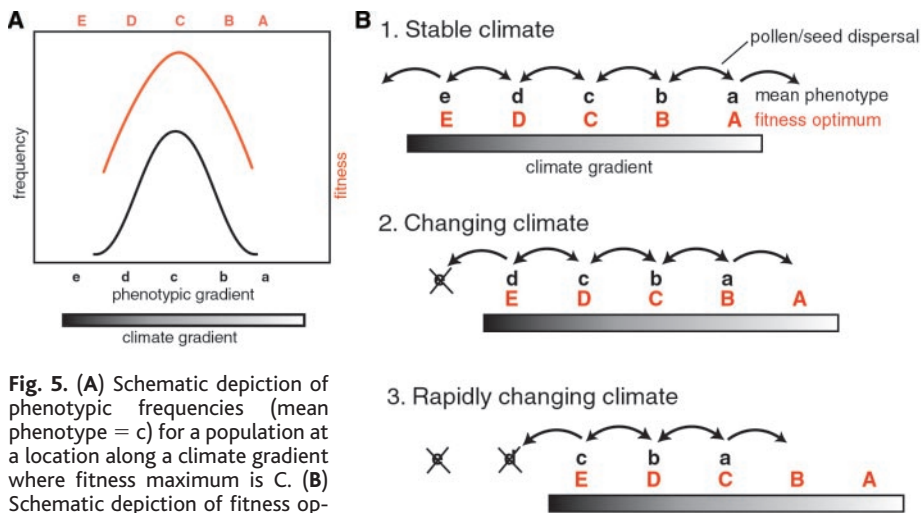 A
E D C B A
frequency
fitness
e d c b a
phenotypic gradient
climate gradient
Fig. 5. (A) Schematic depiction of
phenotypic frequencies (mean
phenotype = c) for a population at
a location along a climate gradient
where fitness maximum is C. (B)
Schematic depiction of fitness op-
B
1. Stable climate
pollen/seed dispersal
e d c b a mean phenotype
E D C B A fitness optimum
climate gradient
2. Changing climate
e d c b a
E D C B A
3. Rapidly changing climate
e d c b a
E D C B A